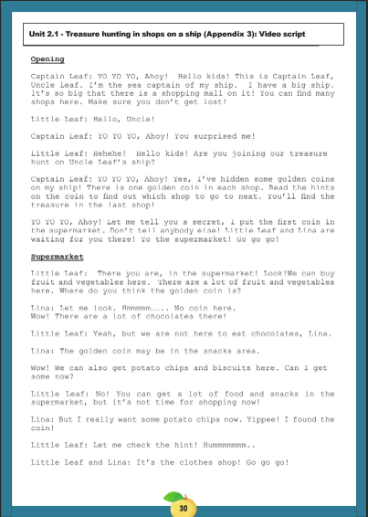 Unit 2.1 - Treasure hunting in shops on a ship (Appendix 3): Video script
Opening
Captain Leaf: YO YO YO, Ahoy!  Hello kids! This is Captain Leaf,
Uncle Leaf. I'm the sea captain of my ship.  I have a big ship.
It's so big that there is a shopping mall on it! You can find many
shops here. Make sure you don't get lost!
Little Leaf: Hello, Uncle!
Captain Leaf: YO YO YO, Ahoy! You surprised me!
Little Leaf: Hehehe!  Hello kids! Are you joining our treasure
hunt on Uncle Leaf's ship?
Captain Leaf: YO YO YO, Ahoy! Yes, I've hidden some golden coins
on my ship! There is one golden coin in each shop. Read the hints
on the coin to find out which shop to go to next. You'll find the
treasure in the last shop!
YO YO YO, Ahoy! Let me tell you a secret, I put the first coin in
the supermarket. Don't tell anybody else! Little Leaf and Lina are
waiting for you there! To the supermarket! Go go go!
Supermarket
Little Leaf:  There you are, in the supermarket! Look!We can buy
fruit and vegetables here.  There are a lot of fruit and vegetables
here. Where do you think the golden coin is?
Lina: Let me look. Hmmmmm..... No coin here.
Wow! There are a lot of chocolates there!
Little Leaf: Yeah, but we are not here to eat chocolates, Lina.
Lina: The golden coin may be in the snacks area.
Wow! We can also get potato chips and biscuits here. Can I get
some now?
Little Leaf: No! You can get a lot of food and snacks in the
supermarket, but it's not time for shopping now!
Lina: But I really want some potato chips now. Yippee! I found the
coin!
Little Leaf: Let me check the hint! Hummmmmmm..
Little Leaf and Lina: It's the clothes shop! Go go go!
30